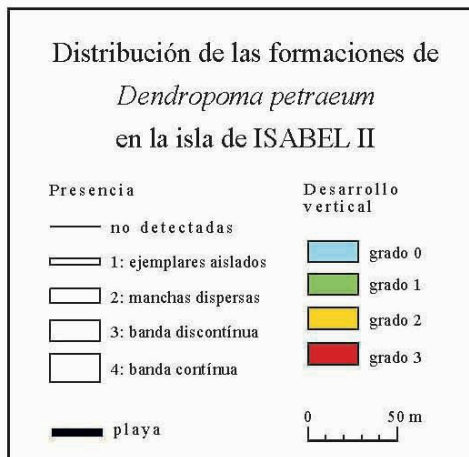 Distribución de las formaciones de
Dendropoma petraeum
en la isla de ISABEL II
Presencia
no detectadas
1: ejemplares aislados
2: manchas dispersas
3: banda discontínua
4: banda contínua
playa
Desarrollo
vertical
grado 0
grado 1
grado 2
grado 3
0 50 m